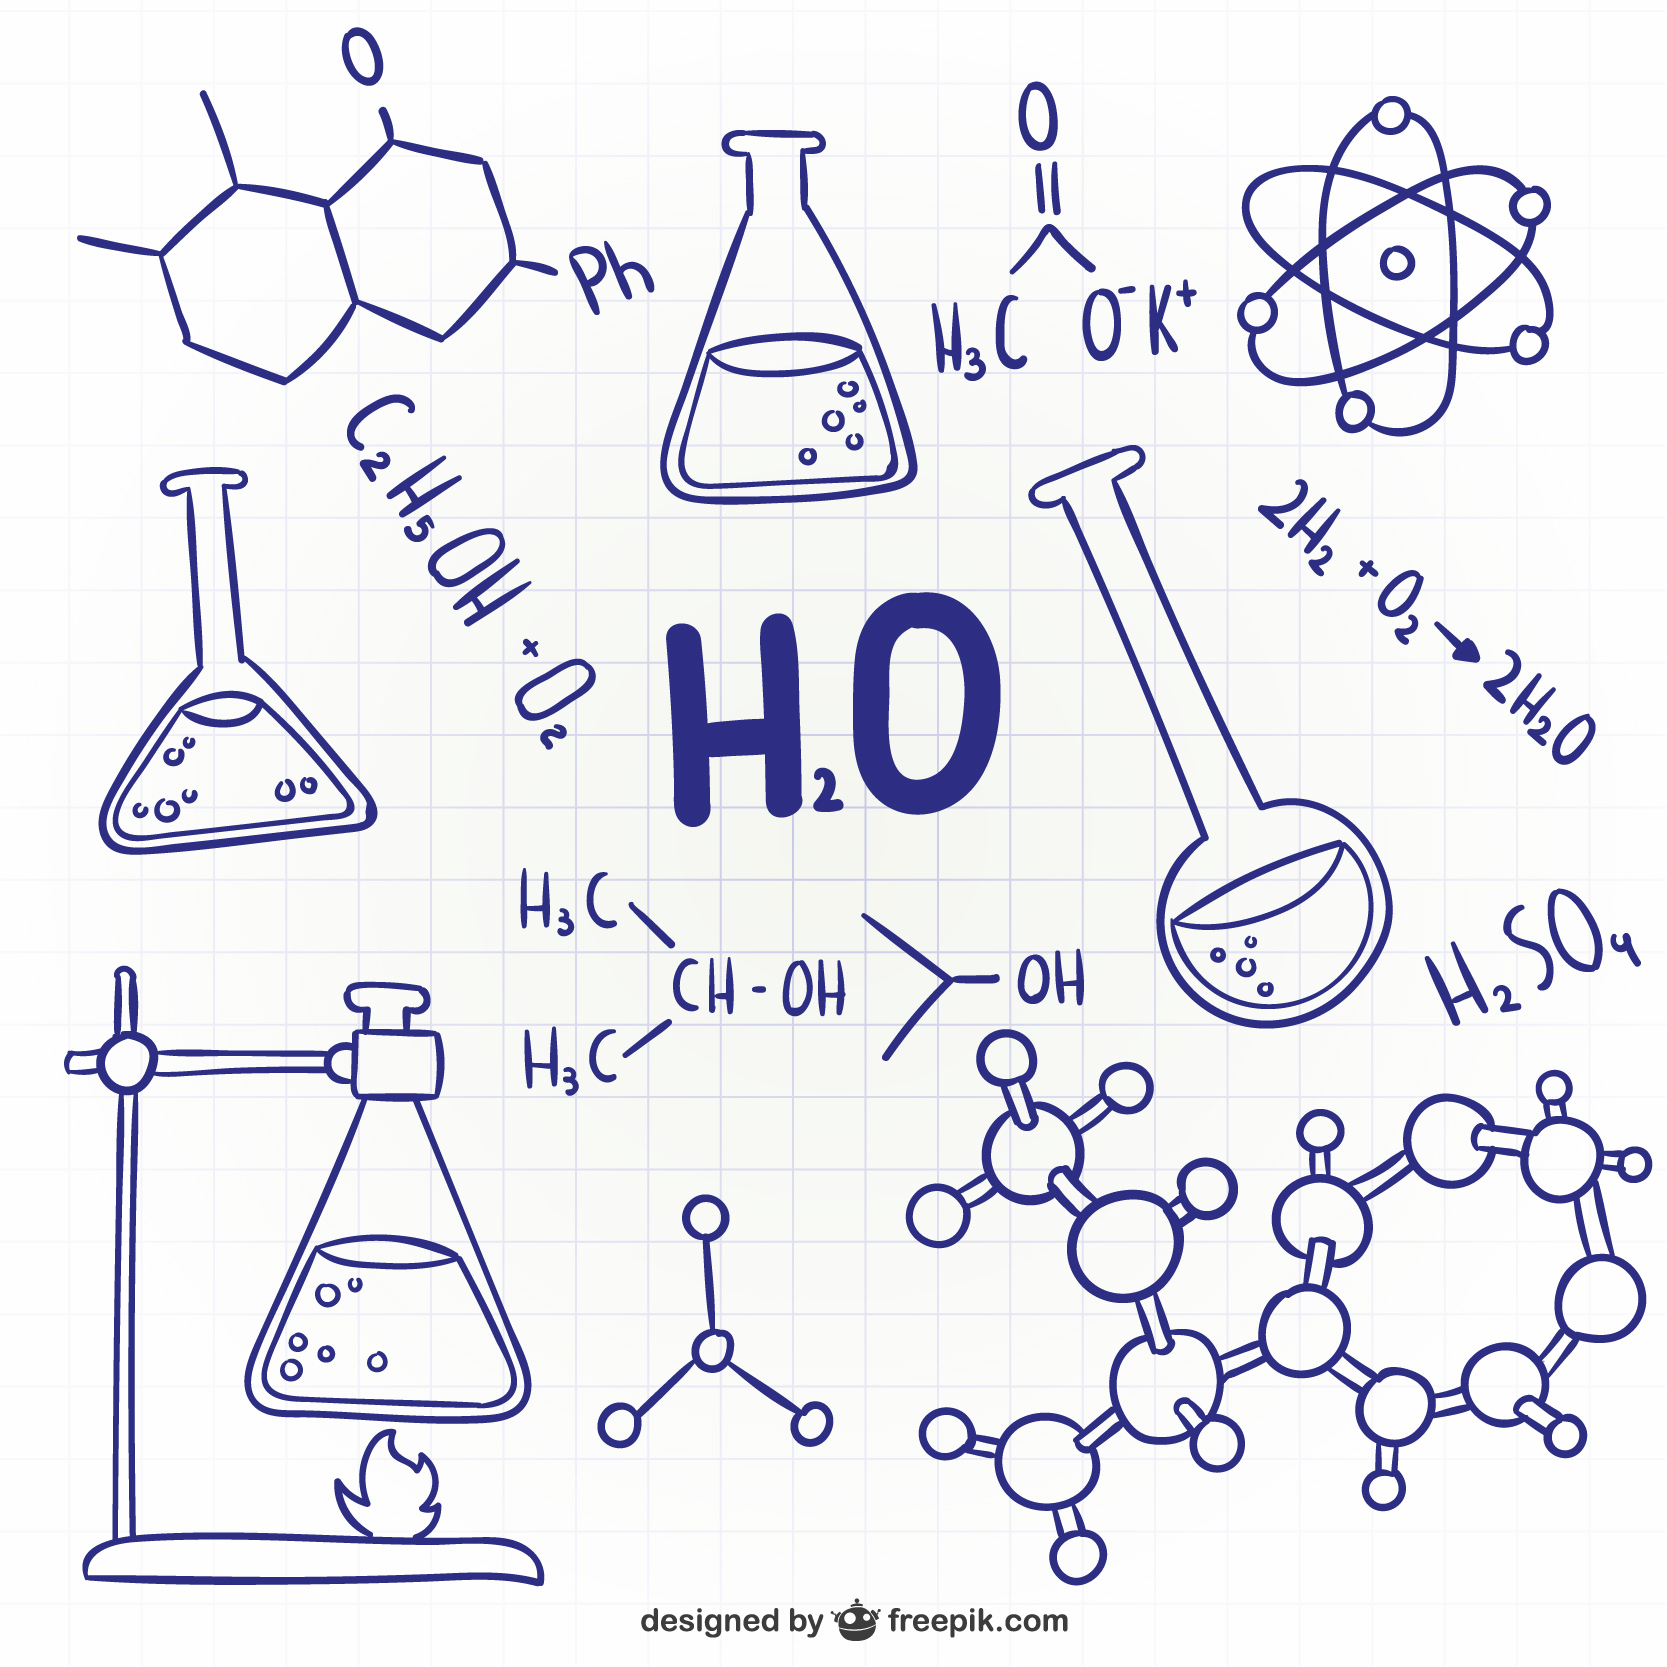 O
Ph
O
H₃C O⁻K⁺
C₂H₅OH + O₂
2H₂ + O₂ → 2H₂O
H₂O
H₃C
CH - OH
H₃C
OH
H₂SO₄
designed by freepik.com